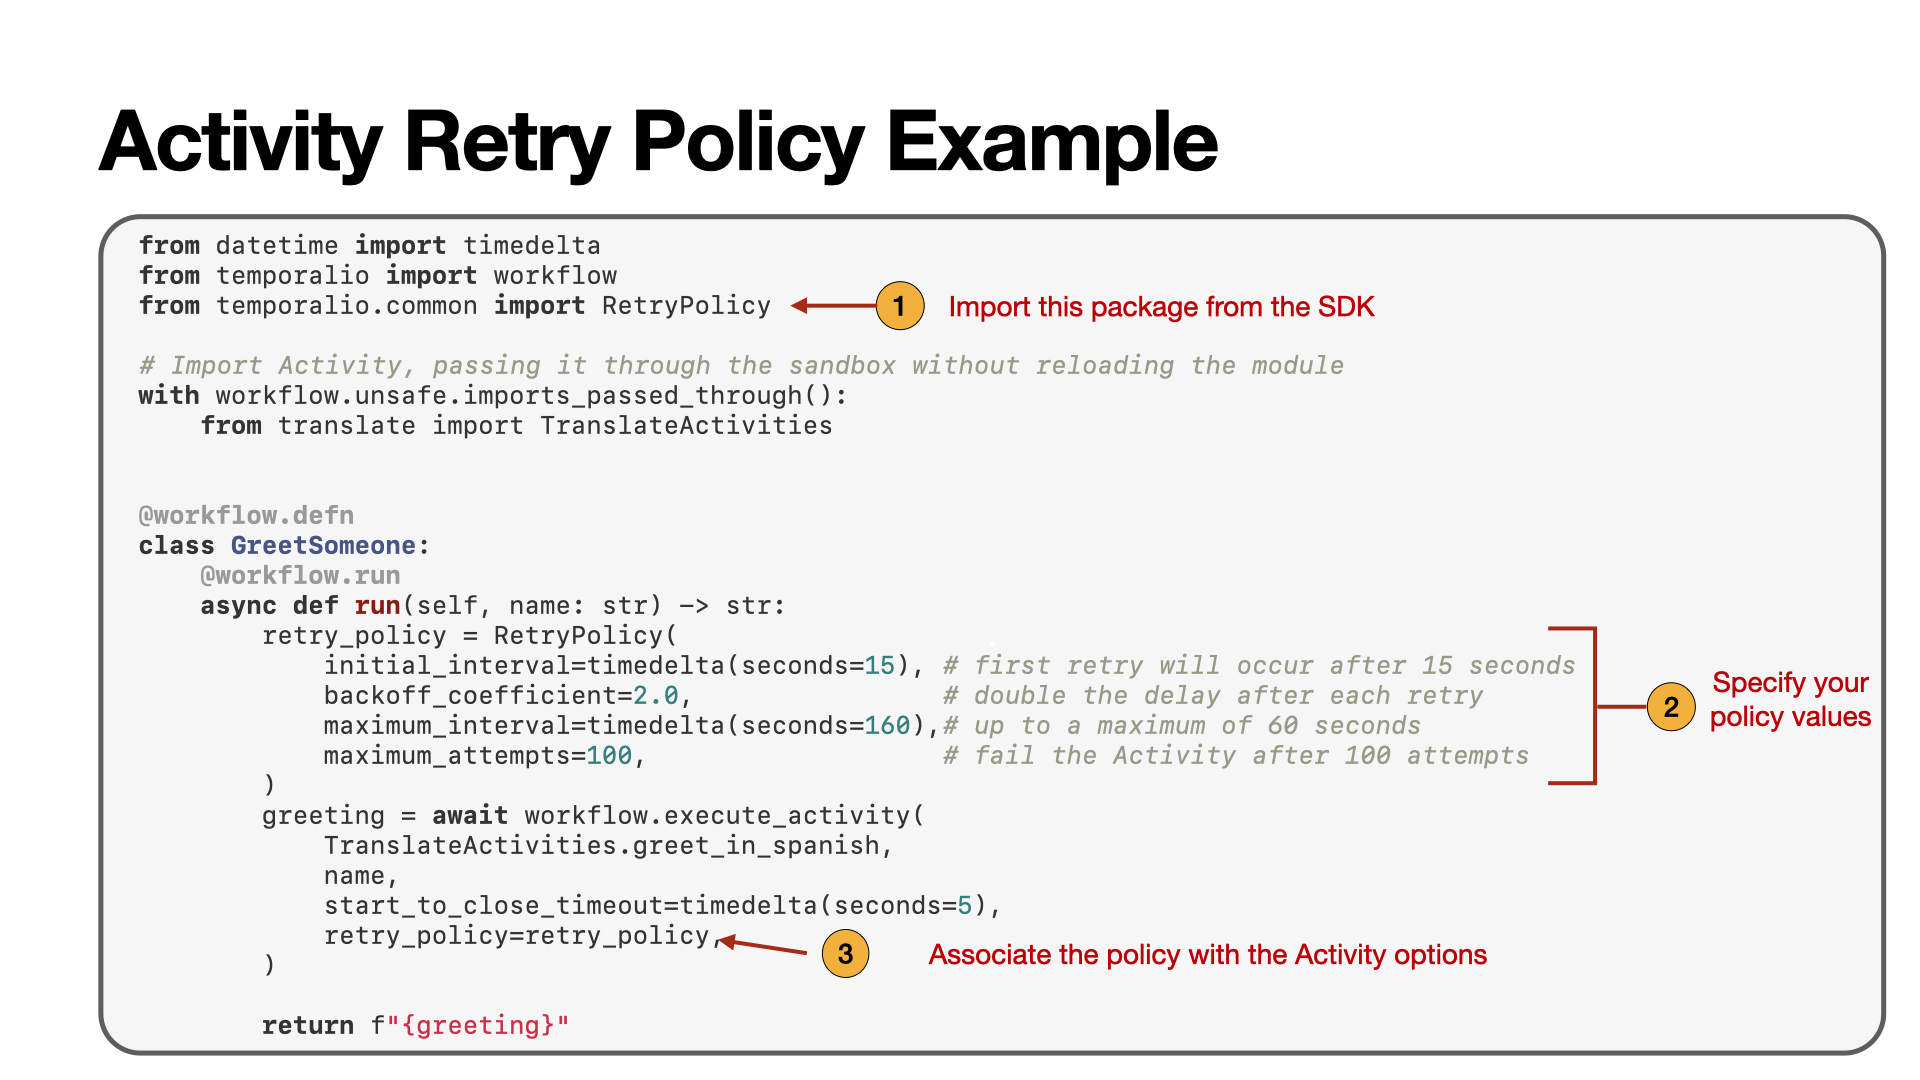 Activity Retry Policy Example
from datetime import timedelta
from temporalio import workflow
from temporalio.common import RetryPolicy
1 Import this package from the SDK
# Import Activity, passing it through the sandbox without reloading the module
with workflow.unsafe.imports_passed_through():
    from translate import TranslateActivities
@workflow.defn
class GreetSomeone:
    @workflow.run
    async def run(self, name: str) -> str:
        retry_policy = RetryPolicy(
            initial_interval=timedelta(seconds=15), # first retry will occur after 15 seconds
            backoff_coefficient=2.0,                # double the delay after each retry
            maximum_interval=timedelta(seconds=160),# up to a maximum of 60 seconds
            maximum_attempts=100,                   # fail the Activity after 100 attempts
        )
2 Specify your
policy values
        greeting = await workflow.execute_activity(
            TranslateActivities.greet_in_spanish,
            name,
            start_to_close_timeout=timedelta(seconds=5),
            retry_policy=retry_policy,
3 Associate the policy with the Activity options
        )
        return f"{greeting}"